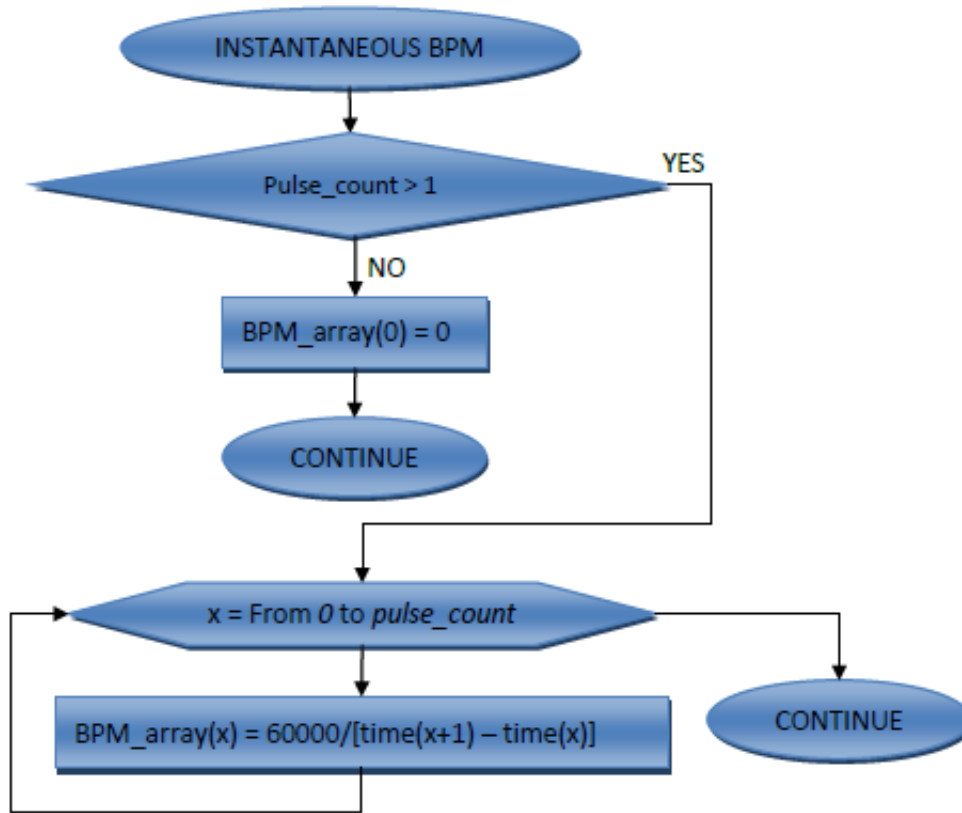 INSTANTANEOUS BPM
Pulse_count > 1
YES
NO
BPM_array(0) = 0
CONTINUE
x = From 0 to pulse_count
BPM_array(x) = 60000/[time(x+1) – time(x)]
CONTINUE